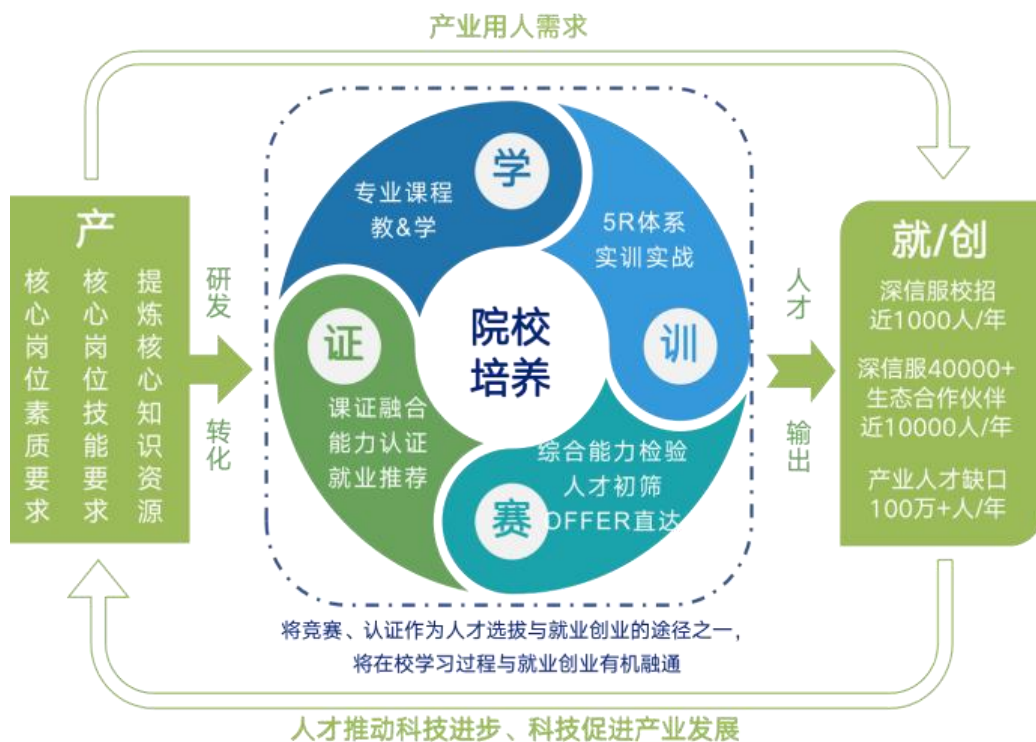 产业用人需求
产
核心岗位素质要求
核心岗位技能要求
提炼核心知识资源
研发
转化
学
专业课程
教&学
5R体系
实训实战
训
证
课证融合
能力认证
就业推荐
院校
培养
综合能力检验
人才初筛
OFFER直达
赛
将竞赛、认证作为人才选拔与就业创业的途径之一，
将在校学习过程与就业创业有机融通
人才
输出
就/创
深信服校招
近1000人/年
深信服40000+
生态合作伙伴
近10000人/年
产业人才缺口
100万+人/年
人才推动科技进步、科技促进产业发展